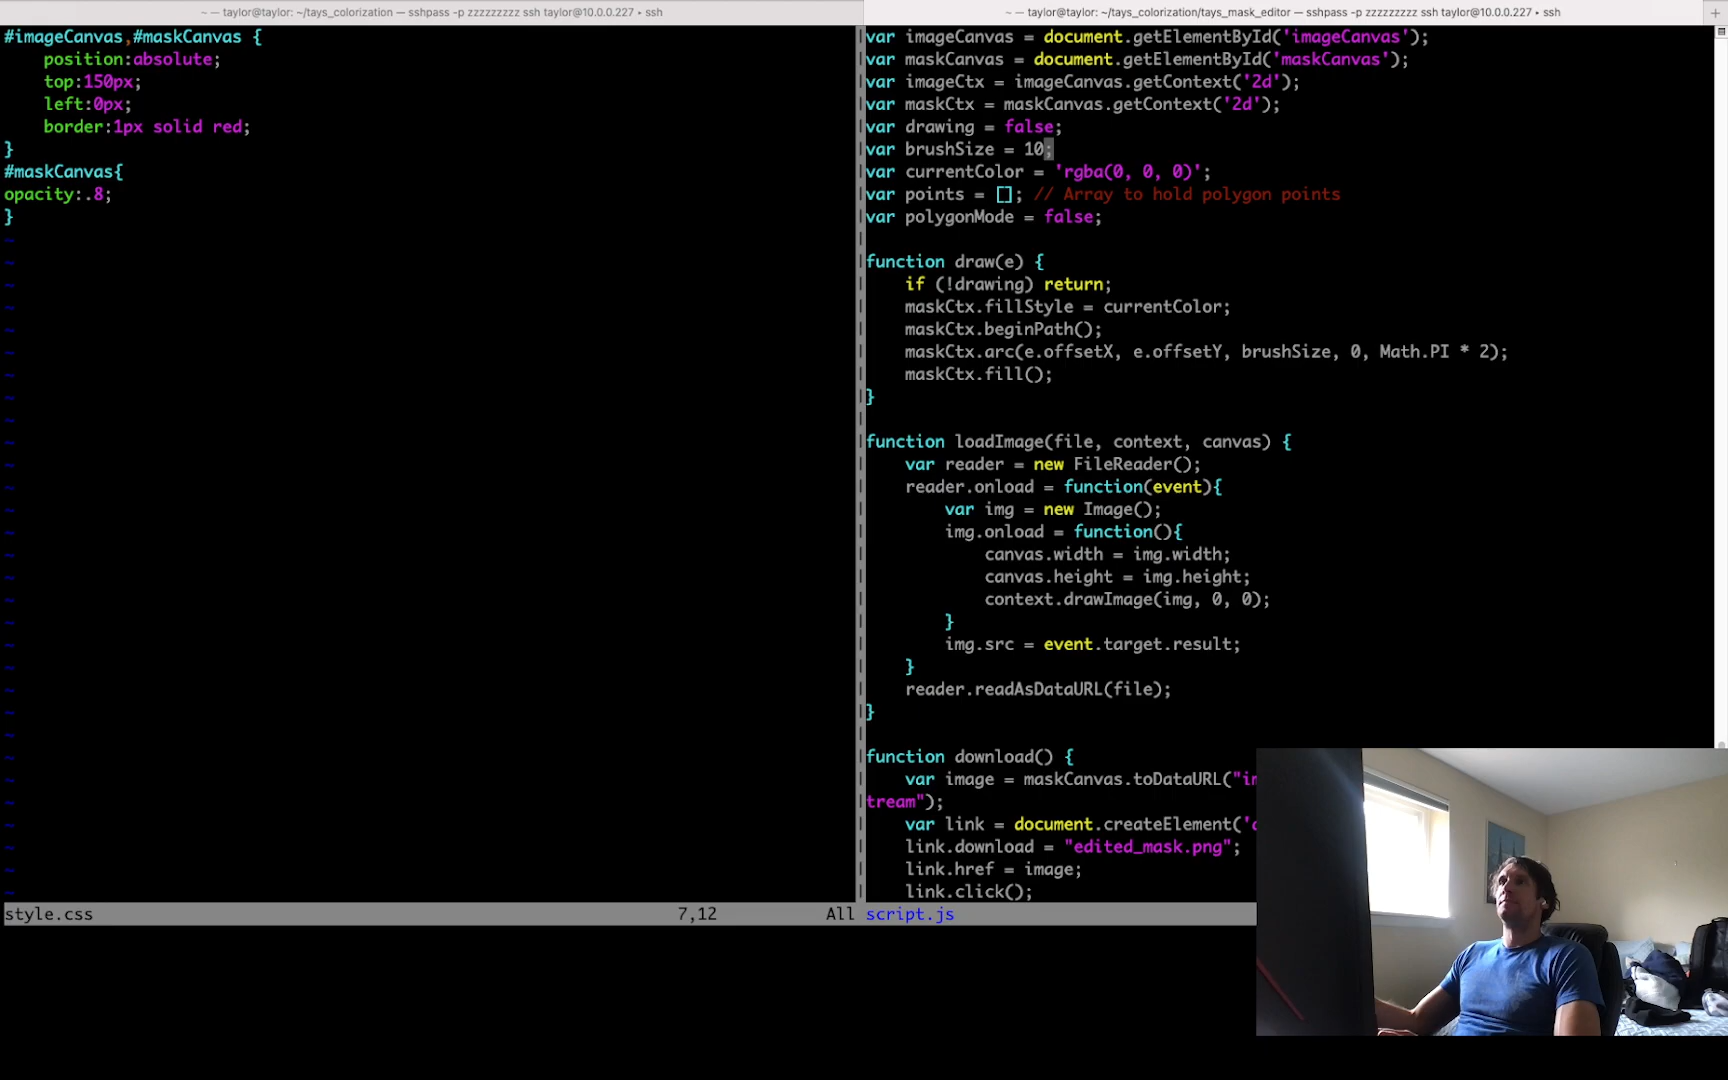 ~ — taylor@taylor: ~/tays_colorization — sshpass -p zzzzzzzzz ssh taylor@10.0.0.227 • ssh
~ — taylor@taylor: ~/tays_colorization/tays_mask_editor — sshpass -p zzzzzzzzz ssh taylor@10.0.0.227 • ssh
#imageCanvas,#maskCanvas {
    position:absolute;
    top:150px;
    left:0px;
    border:1px solid red;
}
#maskCanvas{
opacity:.8;
}
style.css 7,12 All
var imageCanvas = document.getElementById('imageCanvas');
var maskCanvas = document.getElementById('maskCanvas');
var imageCtx = imageCanvas.getContext('2d');
var maskCtx = maskCanvas.getContext('2d');
var drawing = false;
var brushSize = 10;
var currentColor = 'rgba(0, 0, 0)';
var points = []; // Array to hold polygon points
var polygonMode = false;
function draw(e) {
    if (!drawing) return;
    maskCtx.fillStyle = currentColor;
    maskCtx.beginPath();
    maskCtx.arc(e.offsetX, e.offsetY, brushSize, 0, Math.PI * 2);
    maskCtx.fill();
}
function loadImage(file, context, canvas) {
    var reader = new FileReader();
    reader.onload = function(event){
        var img = new Image();
        img.onload = function(){
            canvas.width = img.width;
            canvas.height = img.height;
            context.drawImage(img, 0, 0);
        }
        img.src = event.target.result;
    }
    reader.readAsDataURL(file);
}
function download() {
    var image = maskCanvas.toDataURL("im
tream");
    var link = document.createElement('
    link.download = "edited_mask.png";
    link.href = image;
    link.click();
script.js